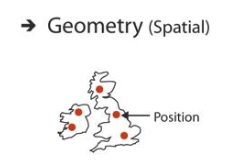 → Geometry (Spatial)
Position